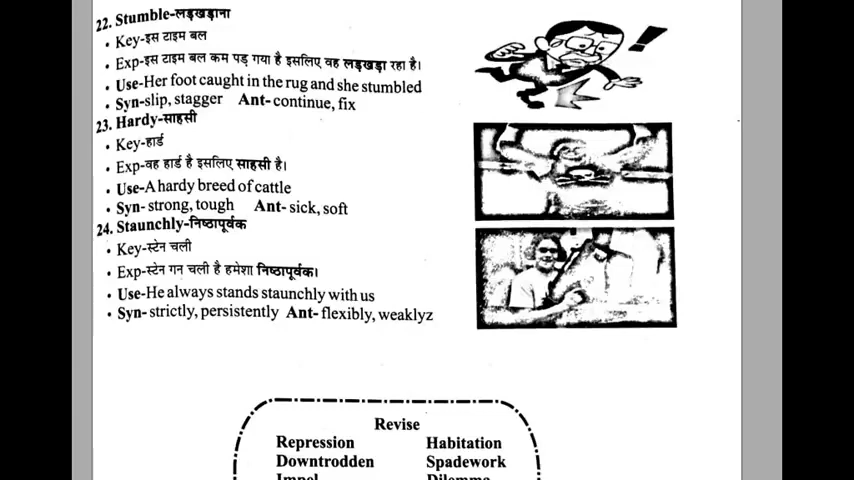 22. Stumble-लड़खड़ाना
• Key-इस टाइम बल
• Exp-इस टाइम बल कम पड़ गया है इसलिए वह लड़खड़ा रहा है।
• Use-Her foot caught in the rug and she stumbled
• Syn-slip, stagger Ant-continue, fix
23. Hardy-साहसी
• Key-हार्ड
• Exp-वह हार्ड है इसलिए साहसी है।
• Use-A hardy breed of cattle
• Syn- strong, tough Ant- sick, soft
24. Staunchly-निष्ठापूर्वक
• Key-स्टेन चली
• Exp-स्टेन गन चली है हमेशा निष्ठापूर्वक।
• Use-He always stands staunchly with us
• Syn- strictly, persistently Ant- flexibly, weaklyz
Revise
Repression Habitation
Downtrodden Spadework
Impel Dilemma